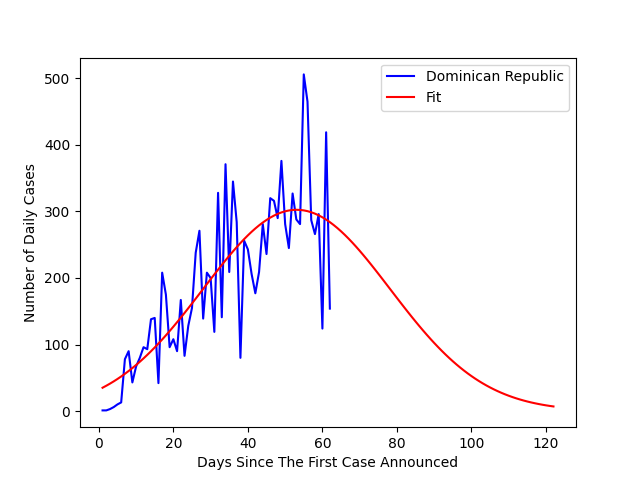 Dominican Republic
Fit
Number of Daily Cases
500
400
300
200
100
0
0 20 40 60 80 100 120
Days Since The First Case Announced